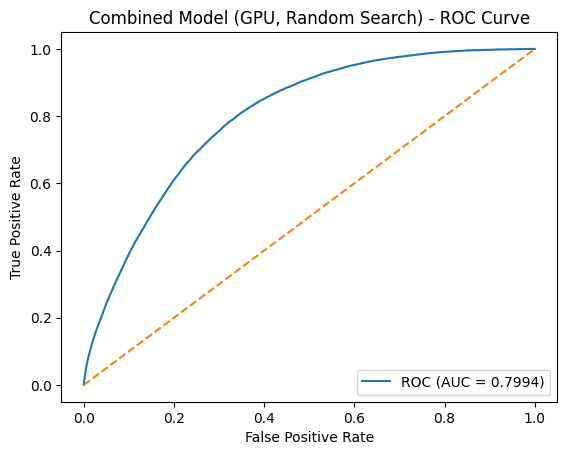 Combined Model (GPU, Random Search) - ROC Curve
1.0
0.8
0.6
0.4
0.2
0.0
True Positive Rate
ROC (AUC = 0.7994)
0.0 0.2 0.4 0.6 0.8 1.0
False Positive Rate